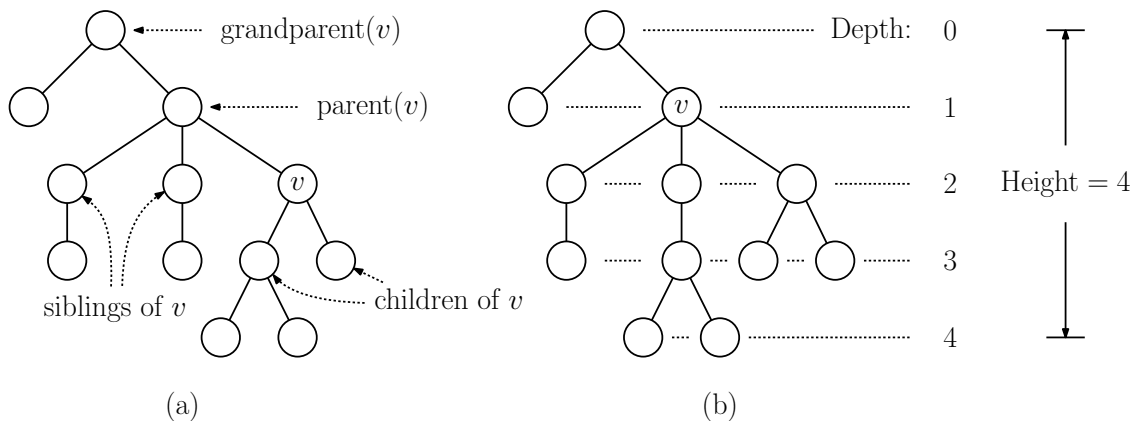 grandparent(v)
parent(v)
v
siblings of v
children of v
(a)
Depth: 0
v 1
2
3
4
Height = 4
(b)